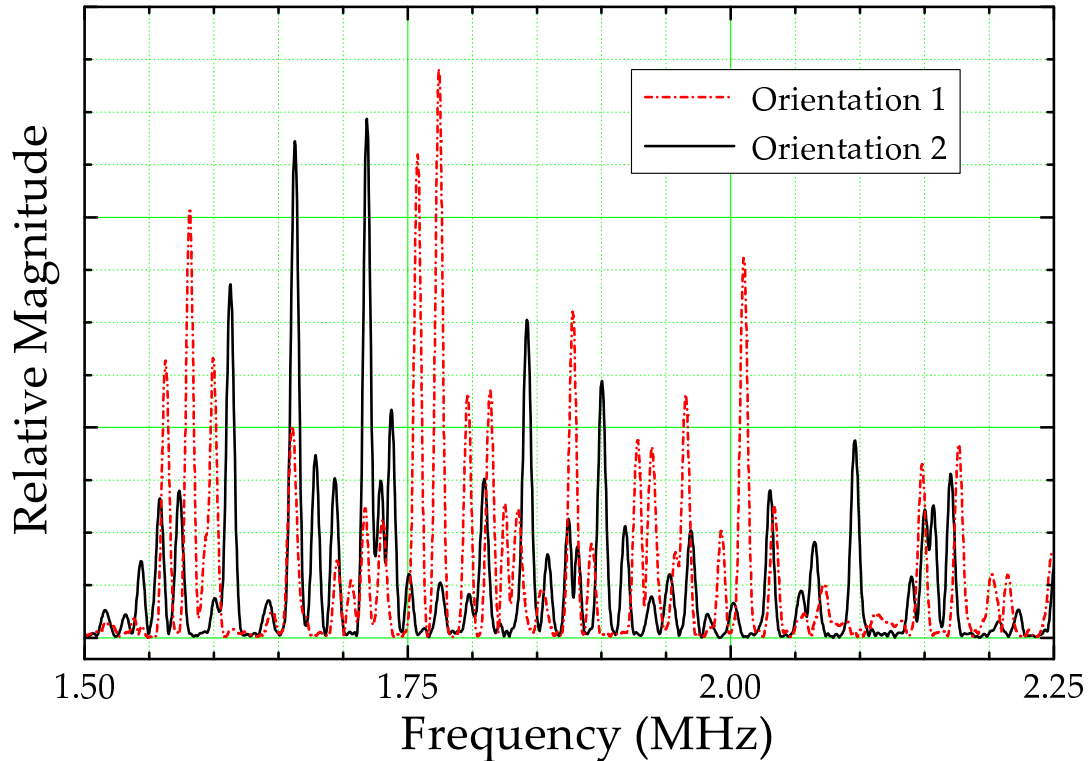 Relative Magnitude
Orientation 1
Orientation 2
1.50 1.75 2.00 2.25
Frequency (MHz)